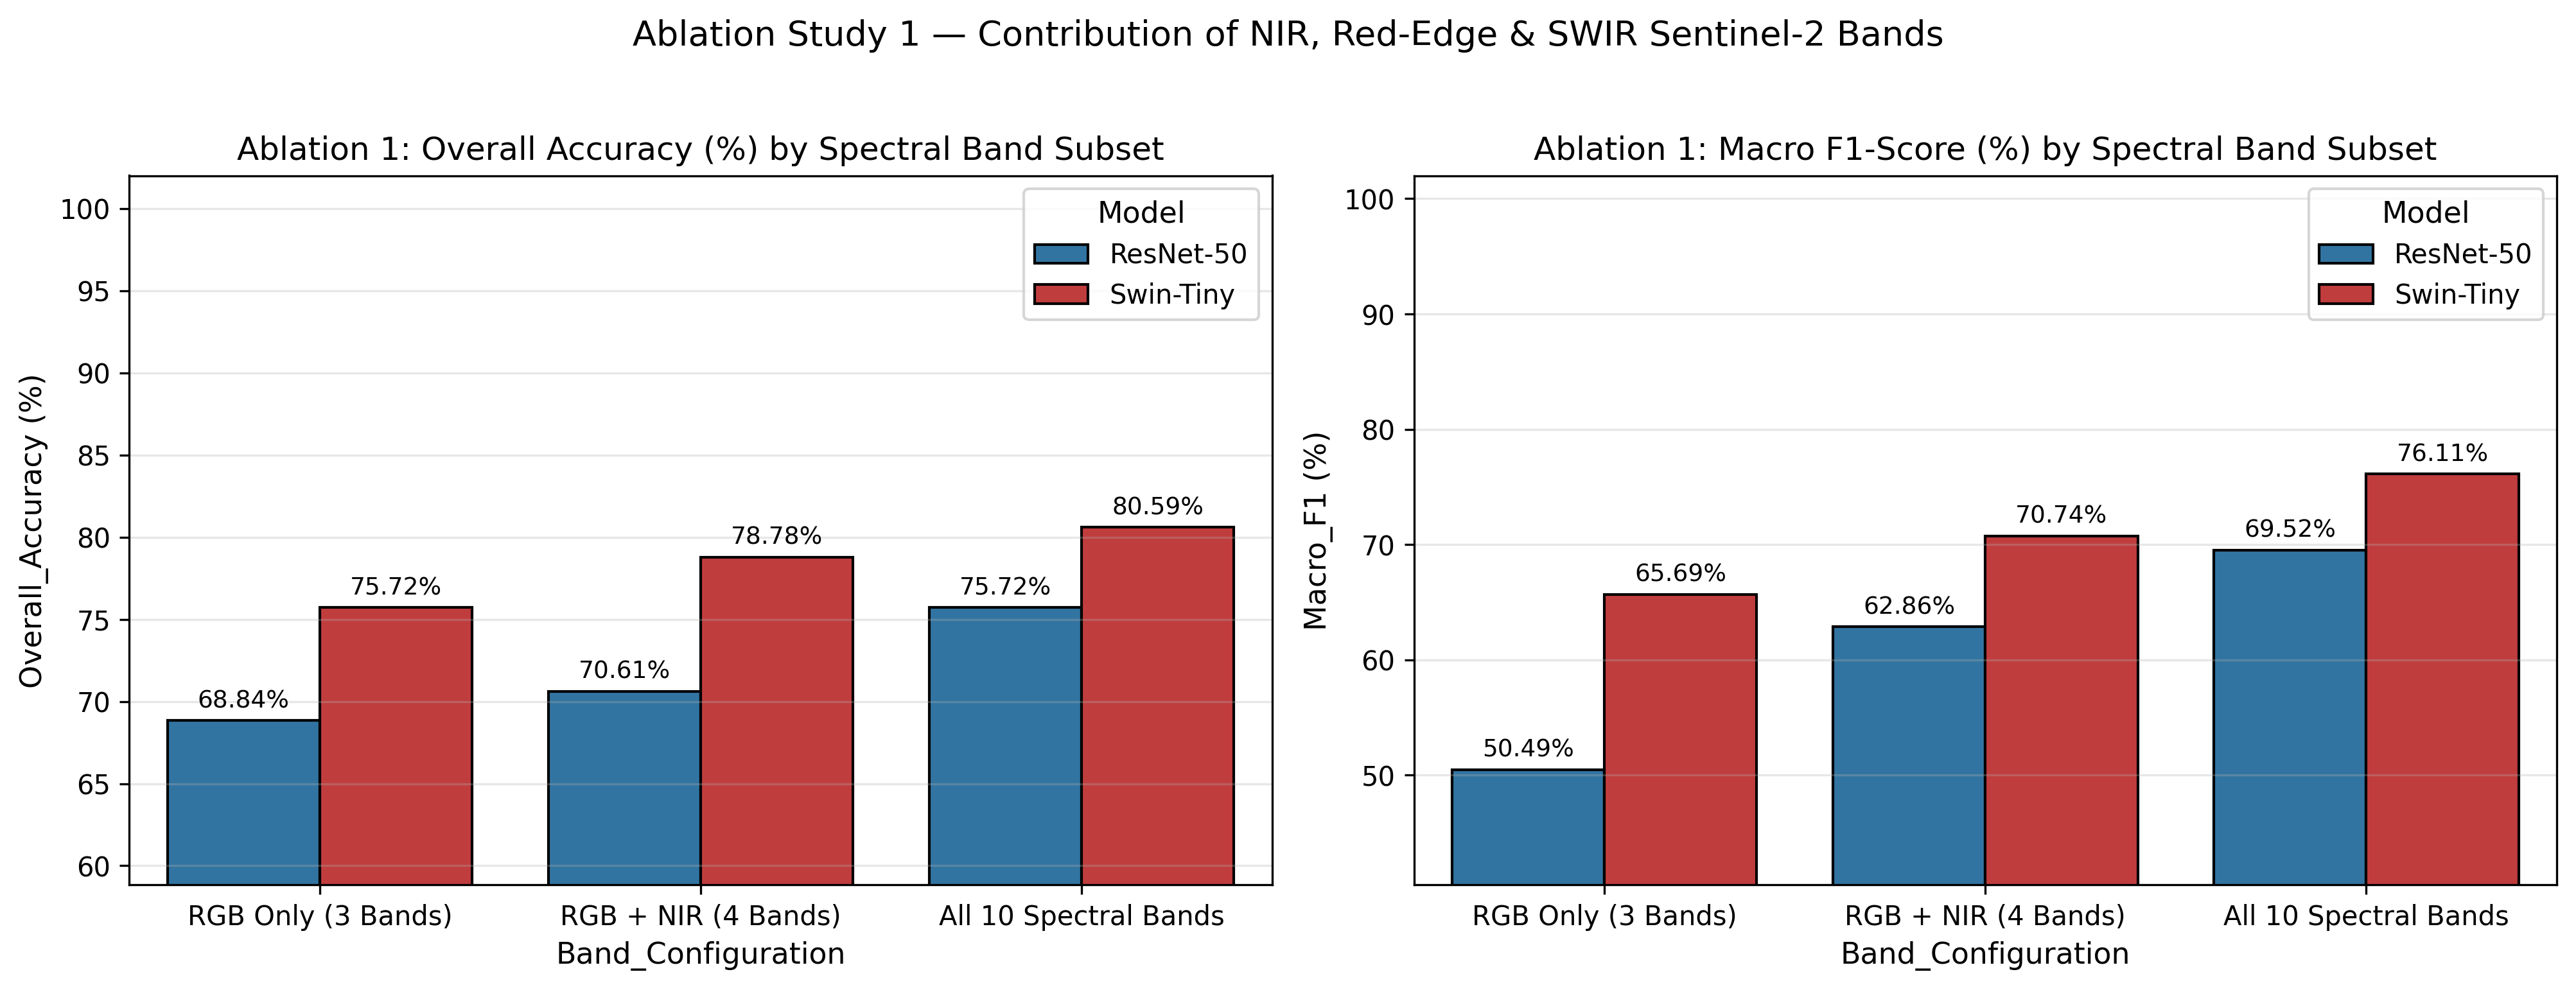 Ablation Study 1 — Contribution of NIR, Red-Edge & SWIR Sentinel-2 Bands
Ablation 1: Overall Accuracy (%) by Spectral Band Subset
Overall_Accuracy (%)
100
95
90
85
80
75
70
65
60
Model
ResNet-50
Swin-Tiny
68.84%
75.72%
70.61%
78.78%
75.72%
80.59%
RGB Only (3 Bands)
RGB + NIR (4 Bands)
All 10 Spectral Bands
Band_Configuration
Ablation 1: Macro F1-Score (%) by Spectral Band Subset
Macro_F1 (%)
100
90
80
70
60
50
Model
ResNet-50
Swin-Tiny
50.49%
65.69%
62.86%
70.74%
69.52%
76.11%
RGB Only (3 Bands)
RGB + NIR (4 Bands)
All 10 Spectral Bands
Band_Configuration